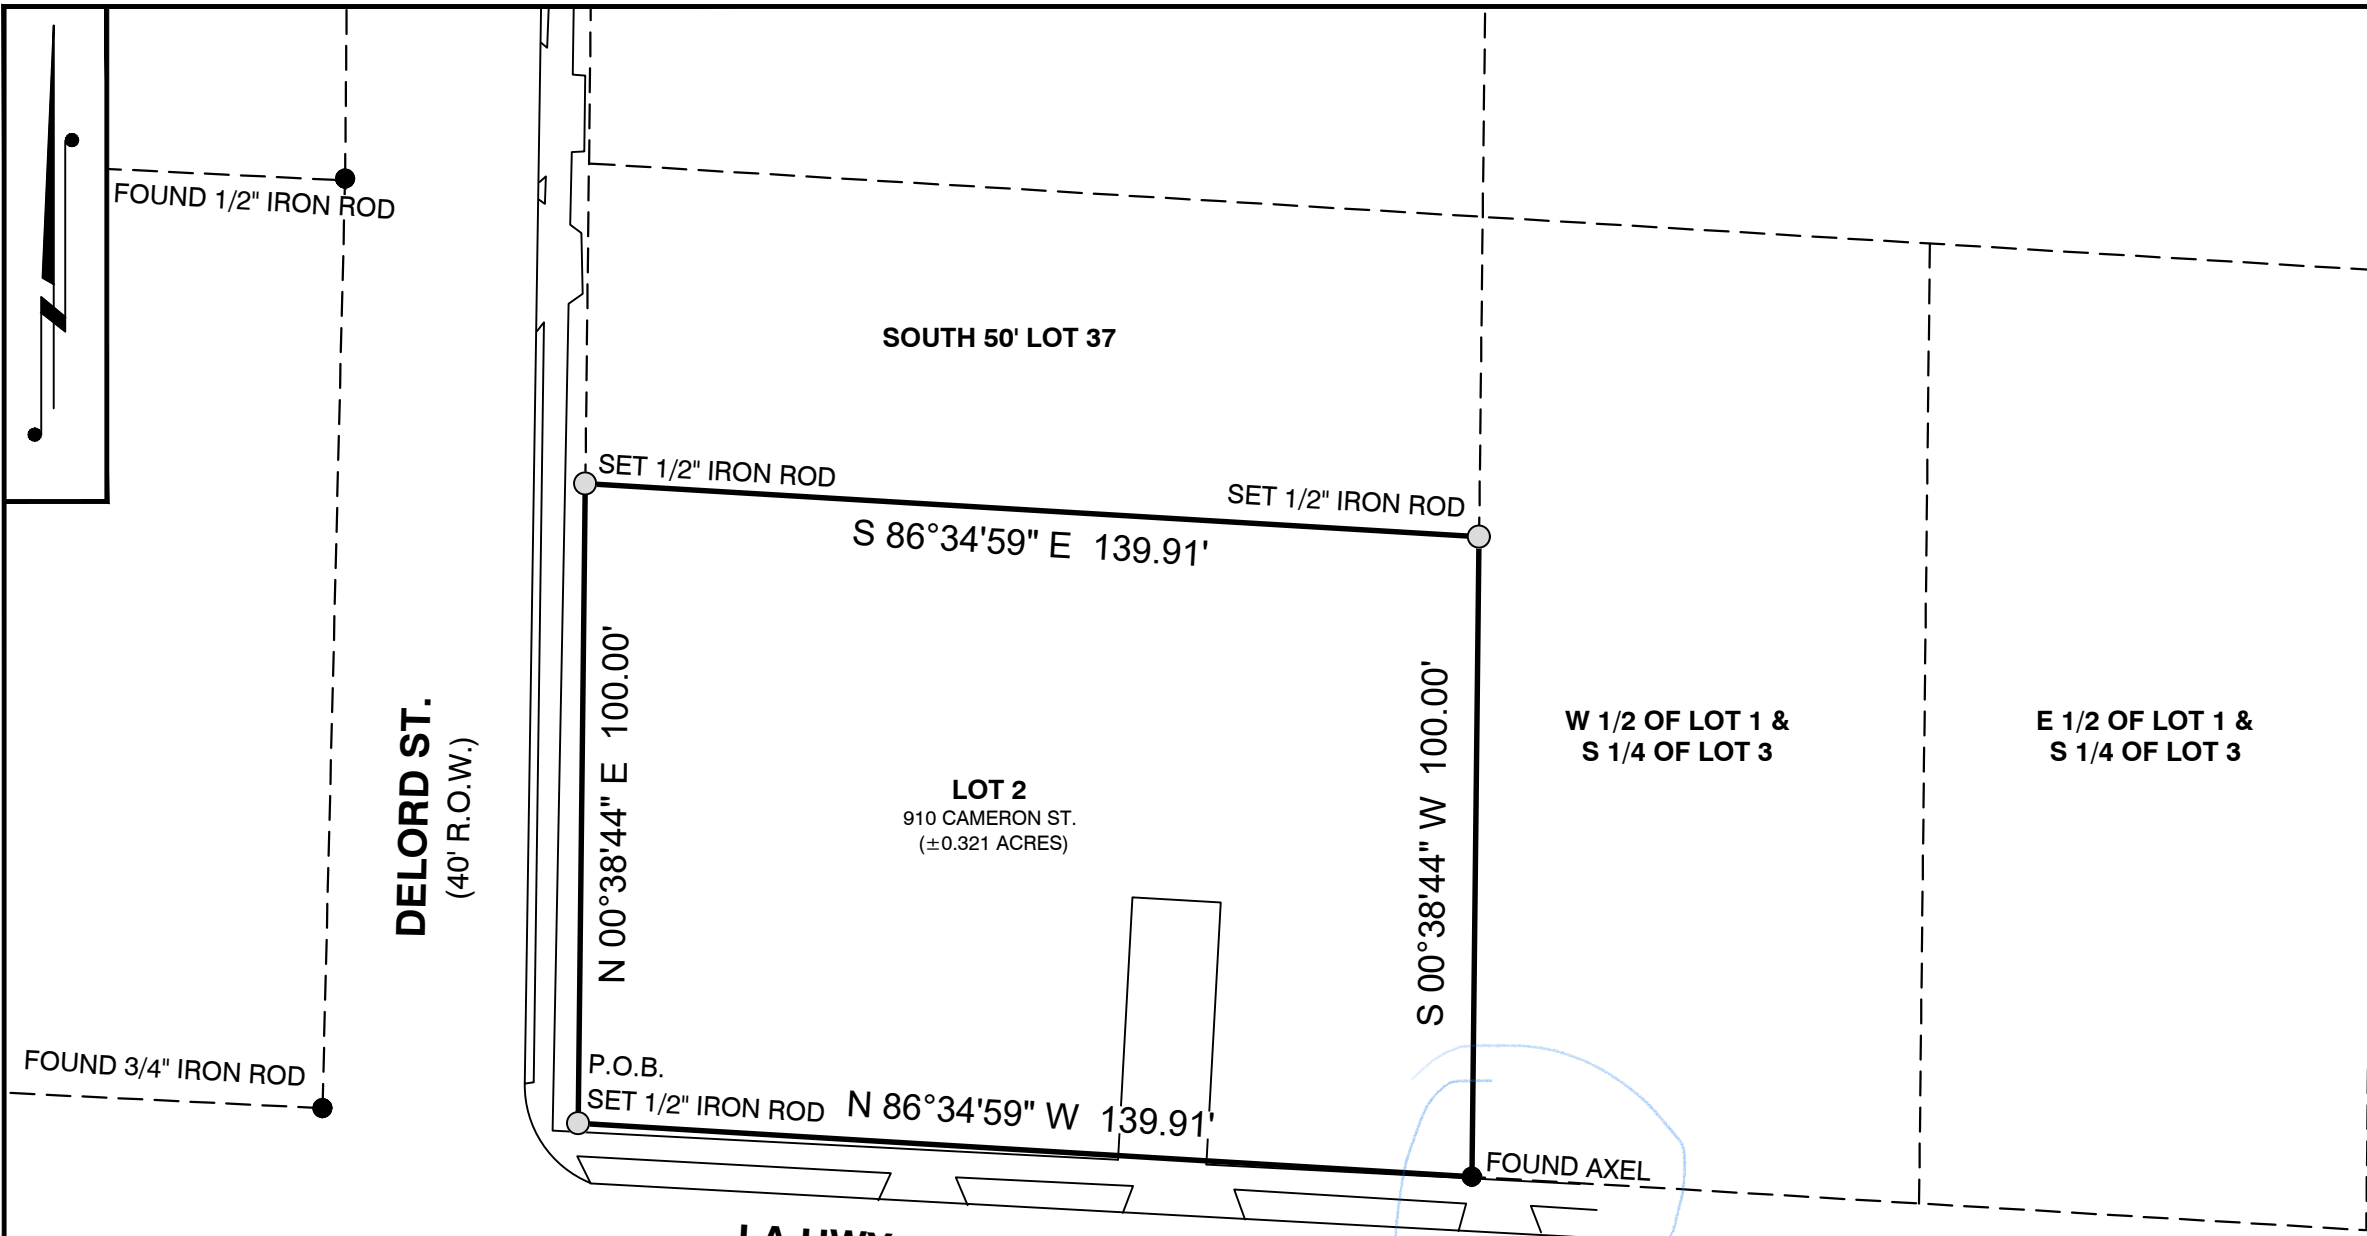 FOUND 1/2" IRON ROD
SOUTH 50' LOT 37
SET 1/2" IRON ROD
SET 1/2" IRON ROD
S 86°34'59" E 139.91'
N 00°38'44" E 100.00'
S 00°38'44" W 100.00'
DELORD ST.
(40' R.O.W.)
LOT 2
910 CAMERON ST.
(±0.321 ACRES)
W 1/2 OF LOT 1 &
S 1/4 OF LOT 3
E 1/2 OF LOT 1 &
S 1/4 OF LOT 3
FOUND 3/4" IRON ROD
P.O.B.
SET 1/2" IRON ROD
N 86°34'59" W 139.91'
FOUND AXEL
LA HWY